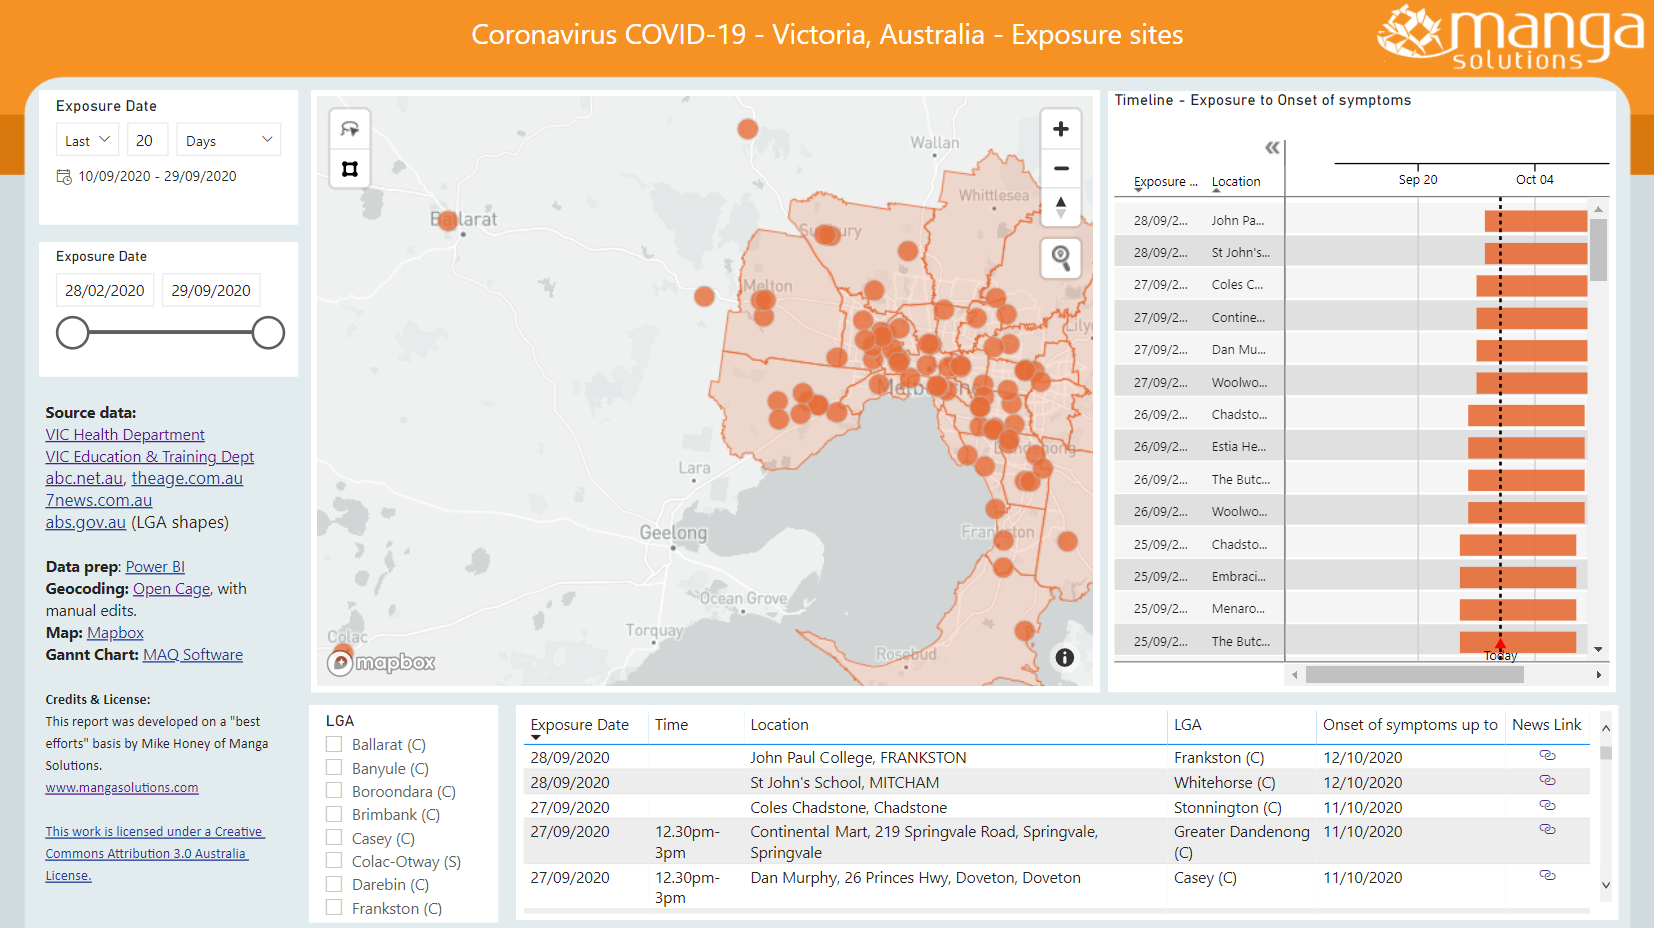 Coronavirus COVID-19 - Victoria, Australia - Exposure sites
manga
solutions
Exposure Date
Last 20 Days
10/09/2020 - 29/09/2020
Exposure Date
28/02/2020 29/09/2020
Source data:
VIC Health Department
VIC Education & Training Dept
abc.net.au, theage.com.au
7news.com.au
abs.gov.au (LGA shapes)
Data prep: Power BI
Geocoding: Open Cage, with
manual edits.
Map: Mapbox
Gannt Chart: MAQ Software
Credits & License:
This report was developed on a "best
efforts" basis by Mike Honey of Manga
Solutions.
www.mangasolutions.com
This work is licensed under a Creative
Commons Attribution 3.0 Australia
License.
Wallan
Whittlesea
Ballarat
Sunbury
Melton
Lilyd
Melbourne
Dandenong
Lara
Geelong
Frankston
Ocean Grove
Torquay
Colac
Rosebud
mapbox
Timeline - Exposure to Onset of symptoms
Exposure ... Location Sep 20 Oct 04
28/09/2... John Pa...
28/09/2... St John's...
27/09/2... Coles C...
27/09/2... Contine...
27/09/2... Dan Mu...
27/09/2... Woolwo...
26/09/2... Chadsto...
26/09/2... Estia He...
26/09/2... The Butc...
26/09/2... Woolwo...
25/09/2... Chadsto...
25/09/2... Embraci...
25/09/2... Menaro...
25/09/2... The Butc...
Today
LGA
Ballarat (C)
Banyule (C)
Boroondara (C)
Brimbank (C)
Casey (C)
Colac-Otway (S)
Darebin (C)
Frankston (C)
Exposure Date Time Location LGA Onset of symptoms up to News Link
28/09/2020 John Paul College, FRANKSTON Frankston (C) 12/10/2020
28/09/2020 St John's School, MITCHAM Whitehorse (C) 12/10/2020
27/09/2020 Coles Chadstone, Chadstone Stonnington (C) 11/10/2020
27/09/2020 12.30pm- Continental Mart, 219 Springvale Road, Springvale, Greater Dandenong 11/10/2020
3pm Springvale (C)
27/09/2020 12.30pm- Dan Murphy, 26 Princes Hwy, Doveton, Doveton Casey (C) 11/10/2020
3pm